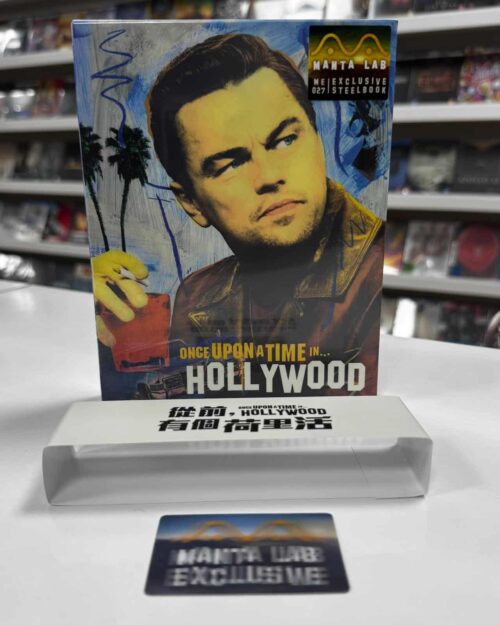 MANTA LAB
ME EXCLUSIVE
027 STEELBOOK
ONCE UPON A TIME IN...
HOLLYWOOD
從前, ONCE UPON A TIME IN... HOLLYWOOD
有個荷里活
MANTA LAB
EXCLUSIVE